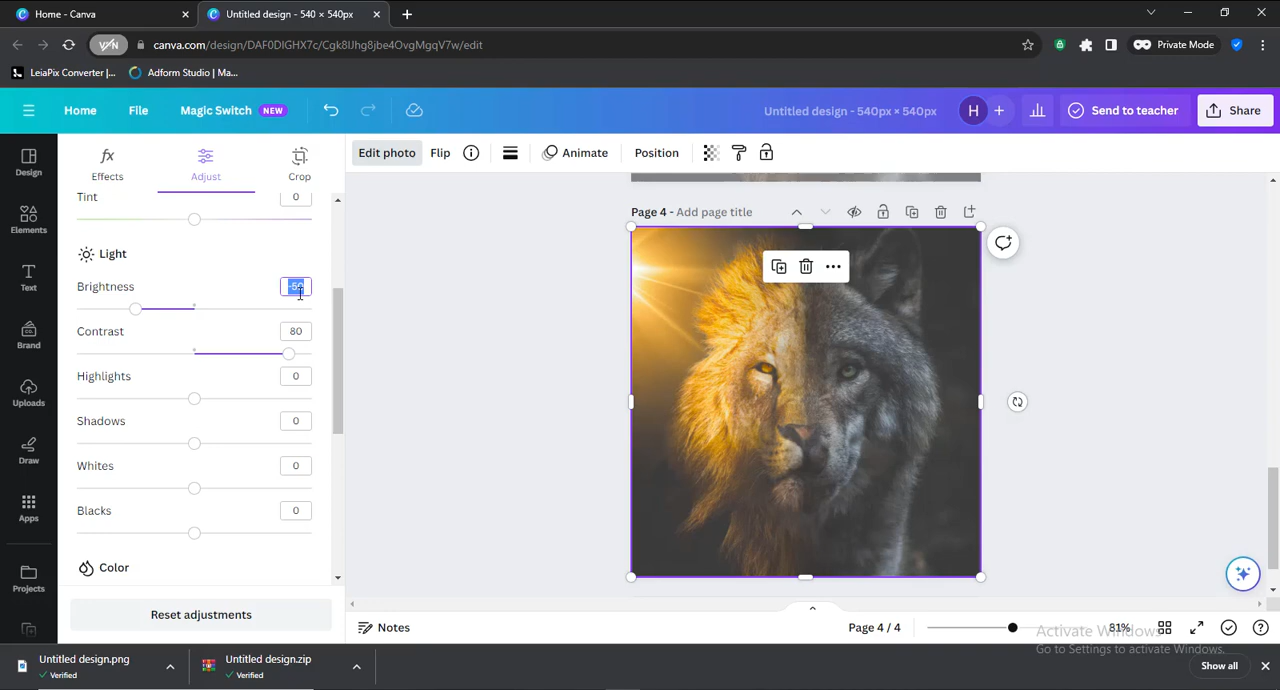 Home - Canva
Untitled design - 540 × 540px
VPN
canva.com/design/DAF0DIGHX7c/Cgk8IJhg8jbe4OvgMgqV7w/edit
Private Mode
LeiaPix Converter |...
Adform Studio | Ma...
Home
File
Magic Switch NEW
Untitled design - 540px × 540px
H
Send to teacher
Share
Design
Elements
Text
Brand
Uploads
Draw
Apps
Projects
fx
Effects
Adjust
Crop
Tint
0
Light
Brightness
-50
Contrast
80
Highlights
0
Shadows
0
Whites
0
Blacks
0
Color
Reset adjustments
Edit photo
Flip
Animate
Position
Page 4 - Add page title
Notes
Page 4 / 4
81%
Activate Windows
Go to Settings to activate Windows.
Untitled design.png
Verified
Untitled design.zip
Verified
Show all